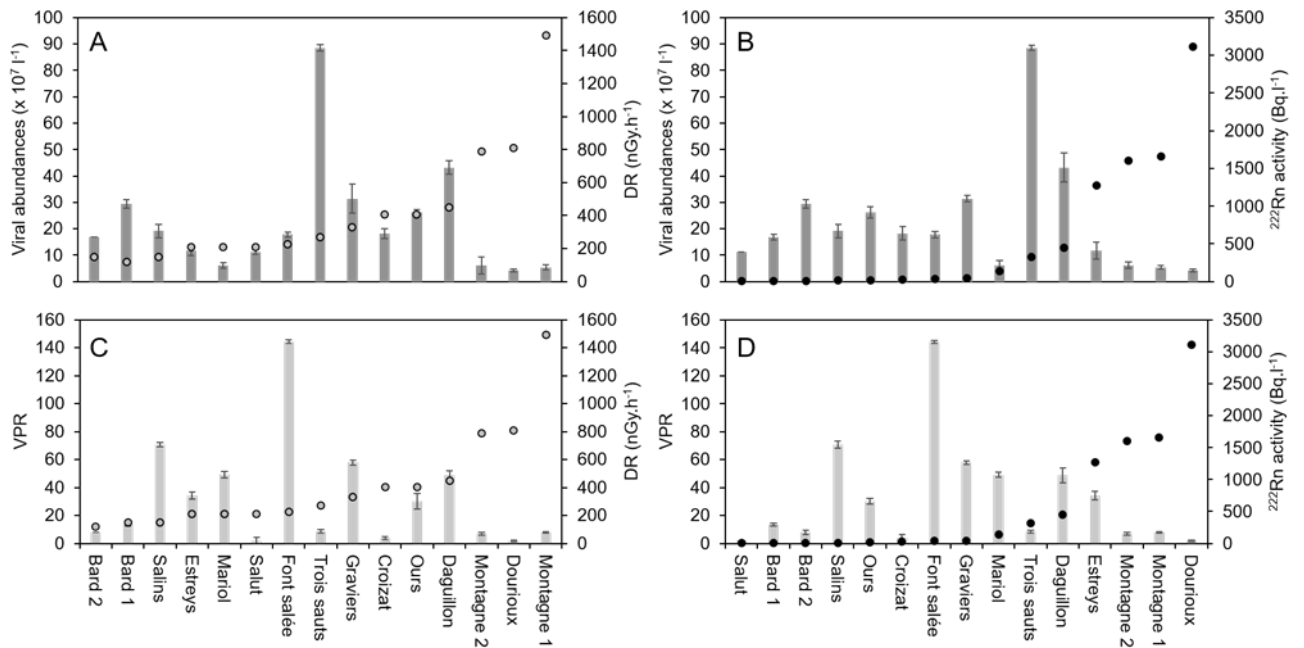 A
Viral abundances (x 10⁷ l⁻¹)
100
90
80
70
60
50
40
30
20
10
0
1600
1400
1200
1000
800
600
400
200
0
DR (nGy.h⁻¹)
B
Viral abundances (x 10⁷ l⁻¹)
100
90
80
70
60
50
40
30
20
10
0
3500
3000
2500
2000
1500
1000
500
0
²²²Rn activity (Bq.l⁻¹)
C
VPR
160
140
120
100
80
60
40
20
0
1600
1400
1200
1000
800
600
400
200
0
DR (nGy.h⁻¹)
Bard 2
Bard 1
Salins
Estreys
Mariol
Salut
Font salée
Trois sauts
Graviers
Croizat
Ours
Daguillon
Montagne 2
Dourioux
Montagne 1
D
VPR
160
140
120
100
80
60
40
20
0
3500
3000
2500
2000
1500
1000
500
0
²²²Rn activity (Bq.l⁻¹)
Salut
Bard 1
Bard 2
Salins
Ours
Croizat
Font salée
Graviers
Mariol
Trois sauts
Daguillon
Estreys
Montagne 2
Montagne 1
Dourioux